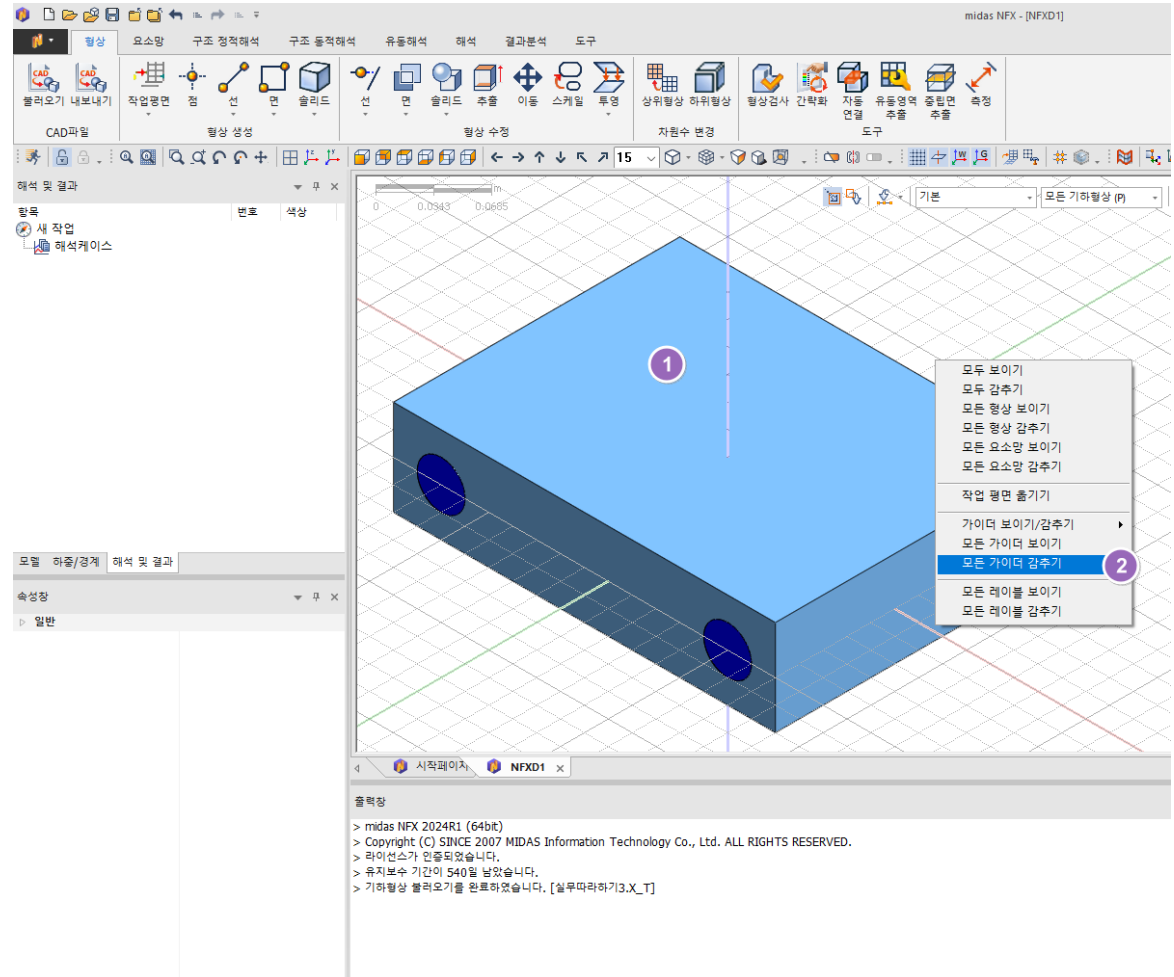 midas NFX - [NFXD1]
형상 요소망 구조 정적해석 구조 동적해석 유동해석 해석 결과분석 도구
CAD CAD
불러오기 내보내기 작업평면 점 선 면 솔리드 선 면 솔리드 추출 이동 스케일 투영 상위형상 하위형상 형상검사 간략화 자동 연결 유동영역 추출 중립면 추출 측정
CAD파일 형상 생성 형상 수정 차원수 변경 도구
15
해석 및 결과
항목 번호 색상
새 작업
해석케이스
m
0 0.0343 0.0685
기본 모든 기하형상 (P)
1
모두 보이기
모두 감추기
모든 형상 보이기
모든 형상 감추기
모든 요소망 보이기
모든 요소망 감추기
작업 평면 옮기기
가이더 보이기/감추기
모든 가이더 보이기
모든 가이더 감추기 2
모든 레이블 보이기
모든 레이블 감추기
모델 하중/경계 해석 및 결과
속성창
일반
시작페이지 NFXD1
출력창
> midas NFX 2024R1 (64bit)
> Copyright (C) SINCE 2007 MIDAS Information Technology Co., Ltd. ALL RIGHTS RESERVED.
> 라이선스가 인증되었습니다.
> 유지보수 기간이 540일 남았습니다.
> 기하형상 불러오기를 완료하였습니다. [실무따라하기3.X_T]